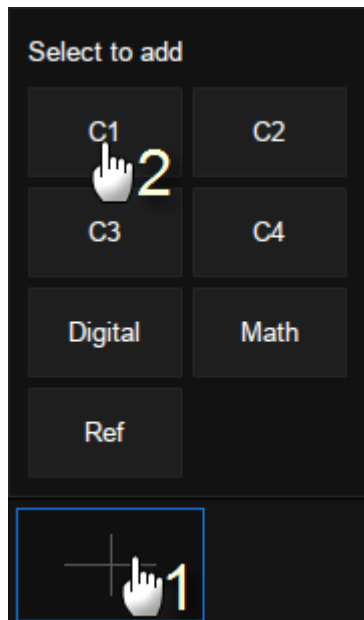 Select to add
C1 C2
2
C3 C4
Digital Math
Ref
1